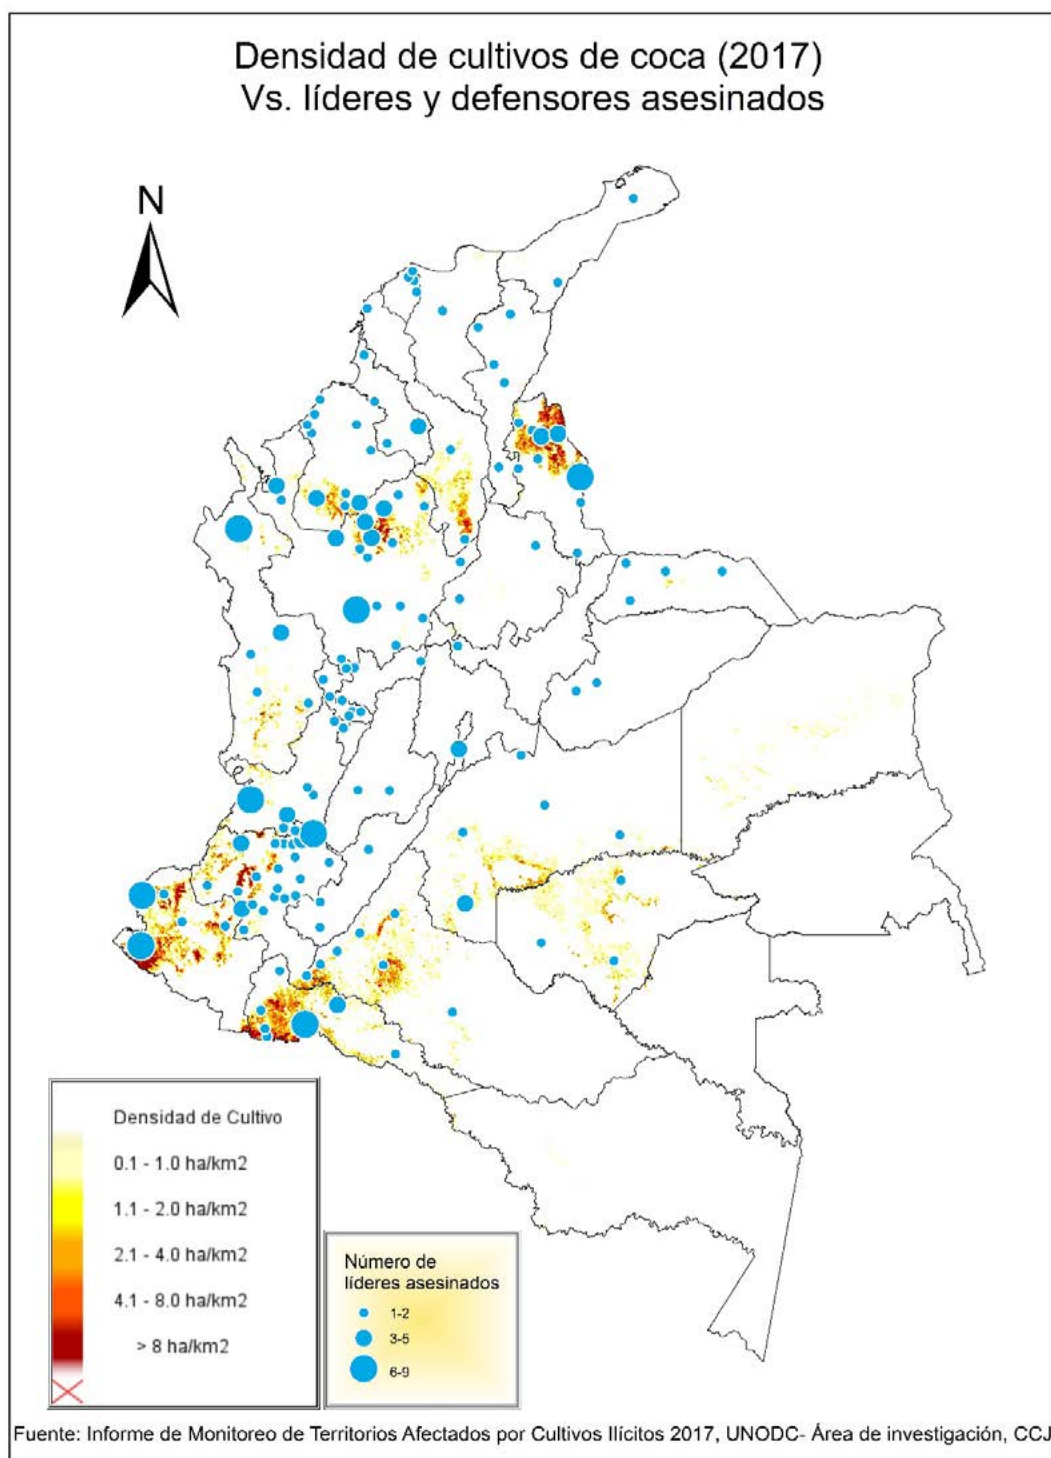 Densidad de cultivos de coca (2017)
Vs. líderes y defensores asesinados
N
Densidad de Cultivo
0.1 - 1.0 ha/km2
1.1 - 2.0 ha/km2
2.1 - 4.0 ha/km2
4.1 - 8.0 ha/km2
> 8 ha/km2
Número de
líderes asesinados
1-2
3-5
6-9
Fuente: Informe de Monitoreo de Territorios Afectados por Cultivos Ilícitos 2017, UNODC- Área de investigación, CCJ